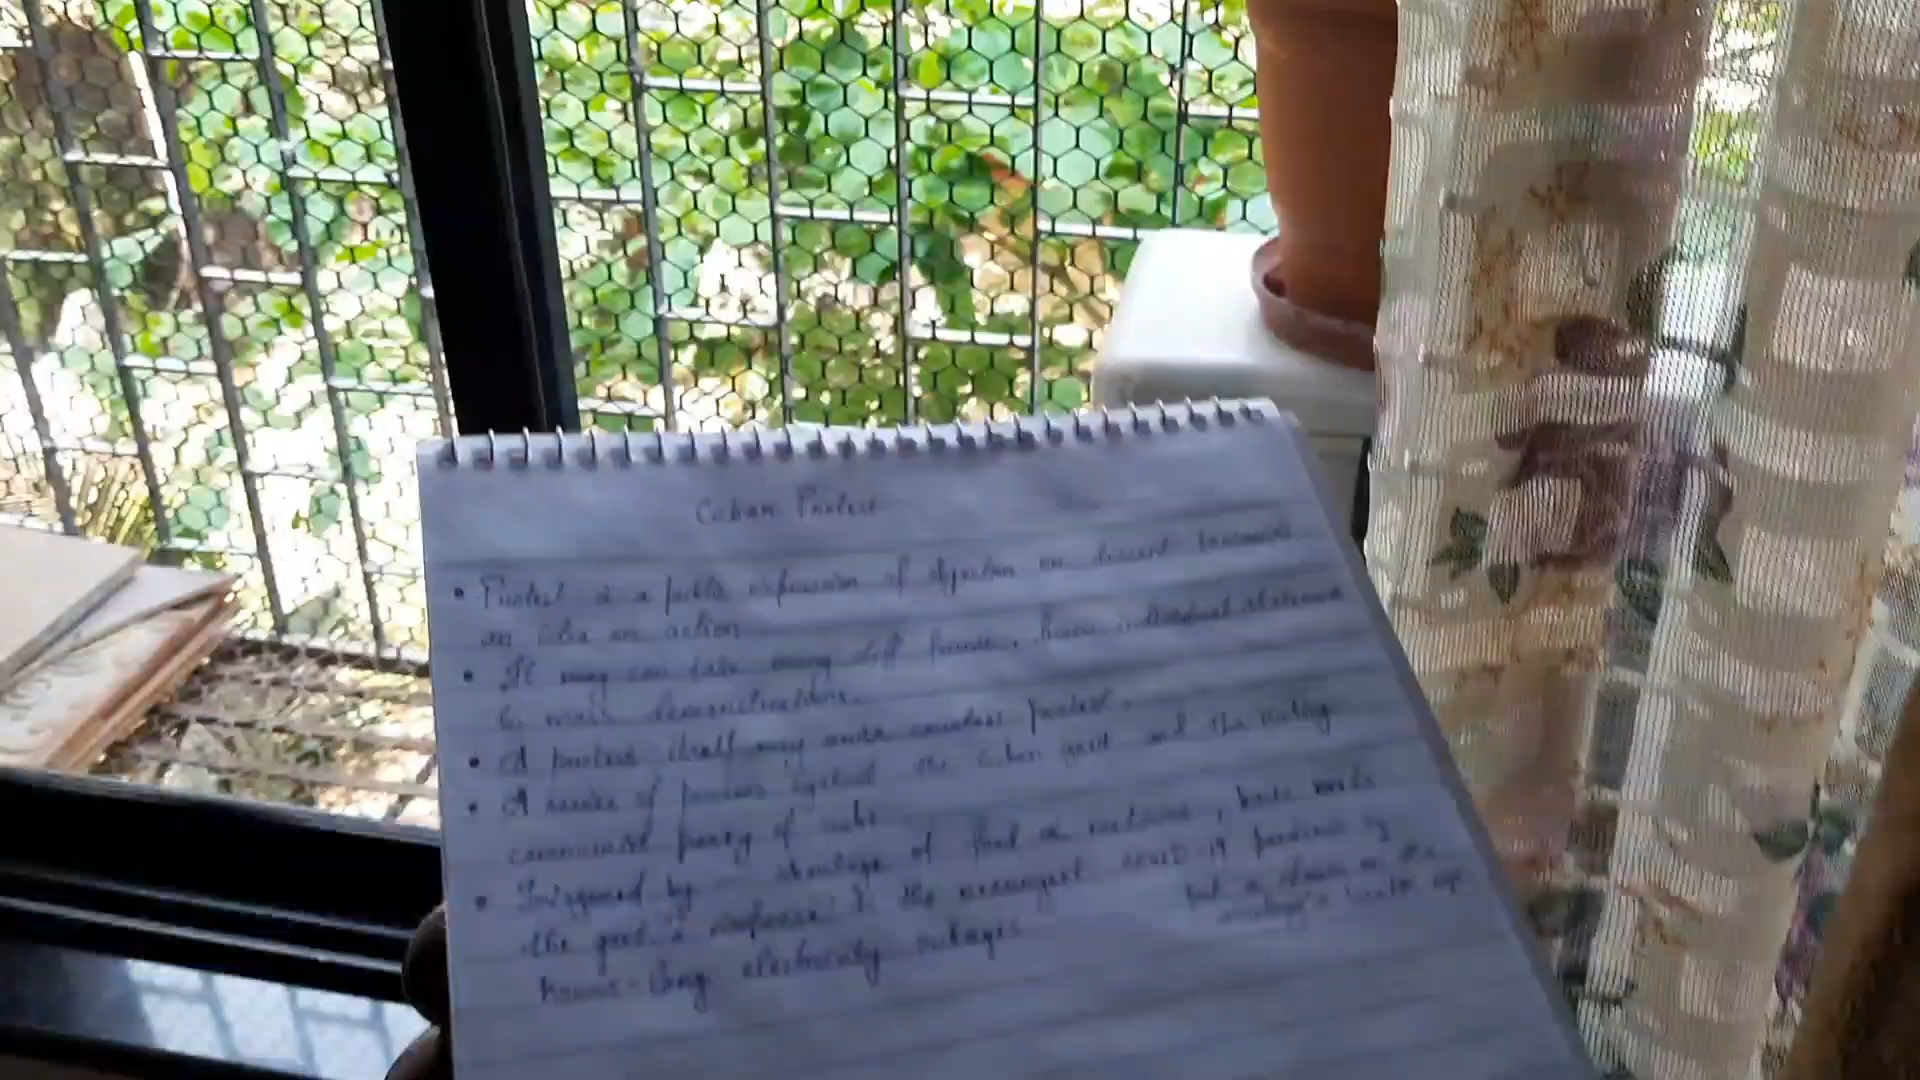 Cuban Protest
• Protest is a public expression of objection or dissent towards
an idea or action
• It may can take many diff forms, from individual statements
to mass demonstrations.
• A protest itself may
protest.
• A series of protests against the Cuban govt and the ruling
communist party of cuba
• Triggered by shortage of food & medicine,
the govt's response to the resurgent COVID-19 pandemic
hours-long electricity outages